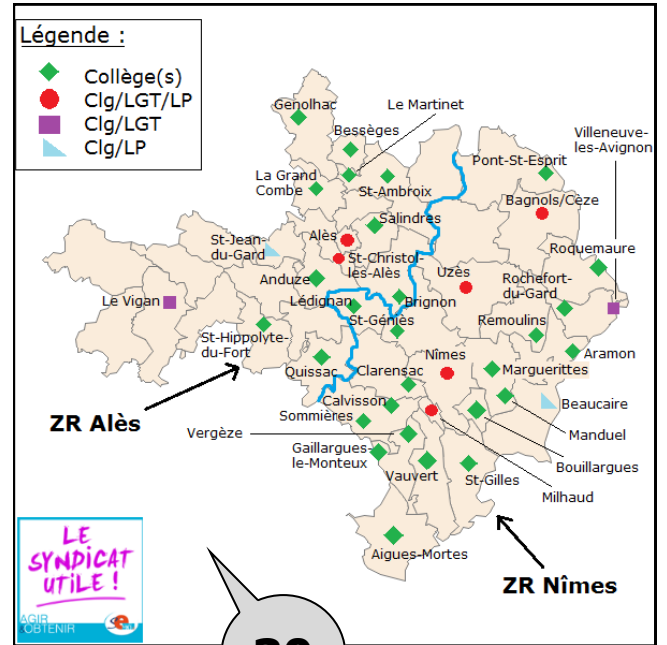 Légende :
Collège(s)
Clg/LGT/LP
Clg/LGT
Clg/LP
Génolhac
Le Martinet
Bessèges
Villeneuve-
les-Avignon
Pont-St-Esprit
La Grand
Combe
St-Ambroix
Bagnols/Cèze
Salindres
Alès
St-Jean-
du-Gard
St-Christol-
lès-Alès
Roquemaure
Uzès
Anduze
Rochefort-
du-Gard
Le Vigan
Lédignan
Brignon
St-Géniès
Remoulins
St-Hippolyte-
du-Fort
Nîmes
Aramon
Quissac
Clarensac
Marguerittes
Beaucaire
Calvisson
ZR Alès
Sommières
Manduel
Vergèze
Bouillargues
Gaillargues-
le-Monteux
Vauvert
St-Gilles
Milhaud
LE
SYNDICAT
UTILE !
Aigues-Mortes
ZR Nîmes
AGIR
OBTENIR
30